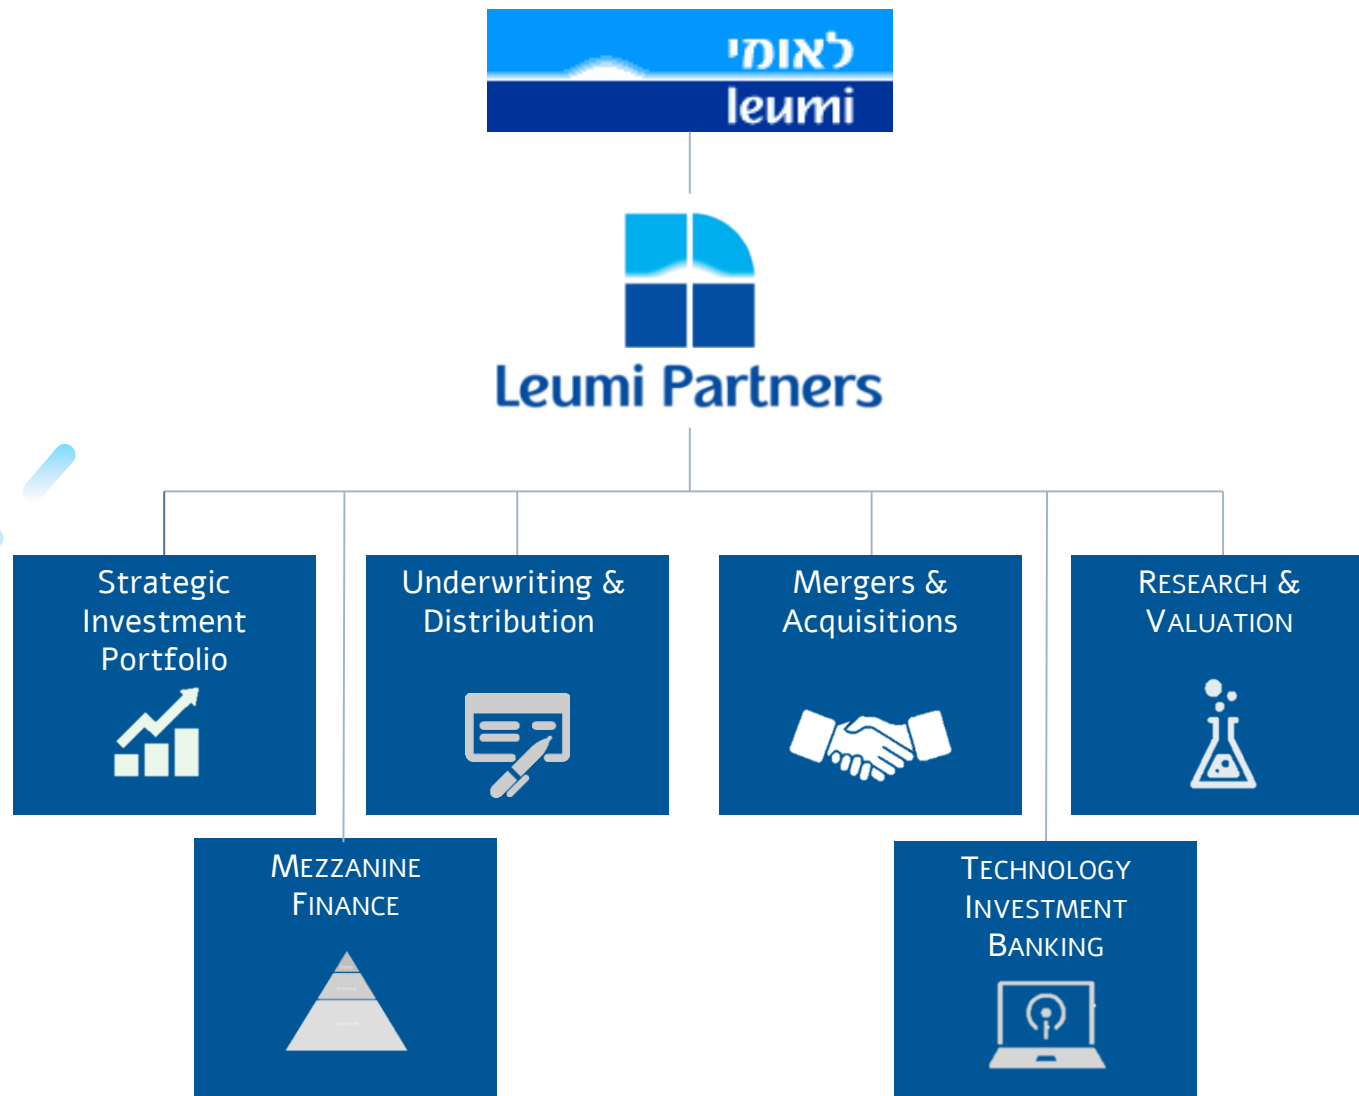 לאומי
leumi
Leumi Partners
Strategic
Investment
Portfolio
Underwriting &
Distribution
Mergers &
Acquisitions
RESEARCH &
VALUATION
MEZZANINE
FINANCE
TECHNOLOGY
INVESTMENT
BANKING